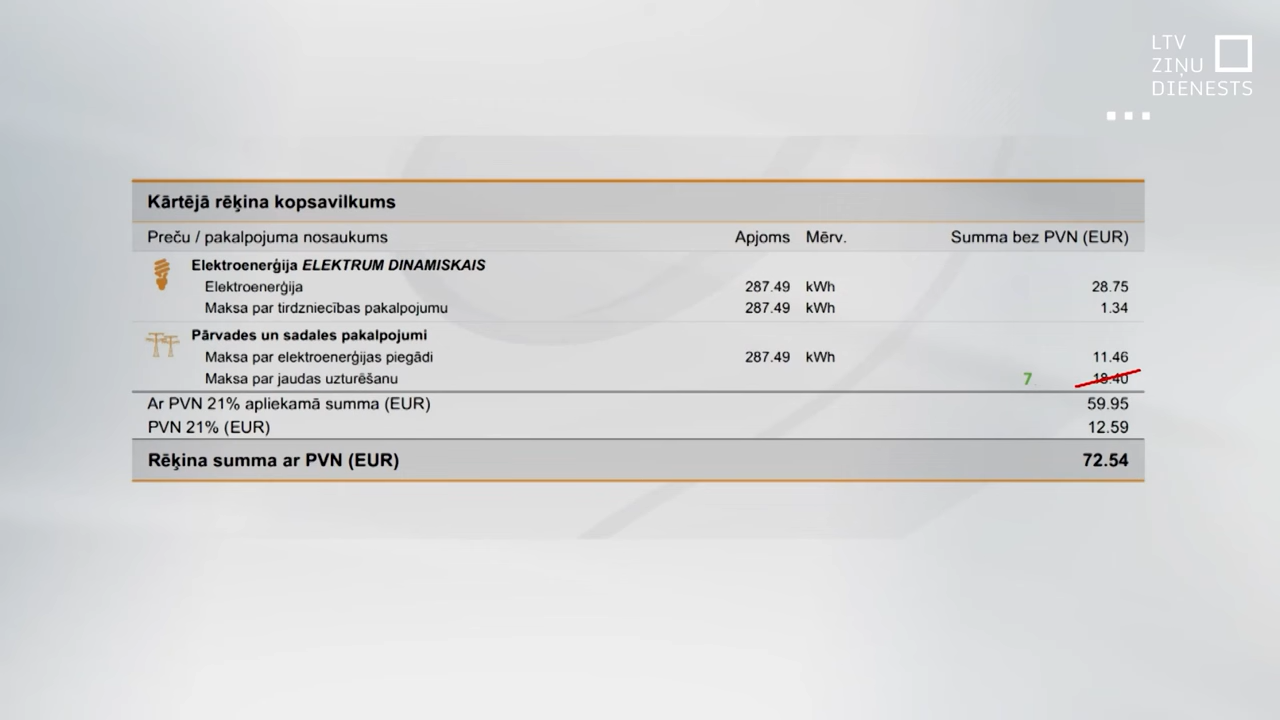 LTV
ZIŅU
DIENESTS
Kārtējā rēķina kopsavilkums
Preču / pakalpojuma nosaukums Apjoms Mērv. Summa bez PVN (EUR)
Elektroenerģija ELEKTRUM DINAMISKAIS
Elektroenerģija 287.49 kWh 28.75
Maksa par tirdzniecības pakalpojumu 287.49 kWh 1.34
Pārvades un sadales pakalpojumi
Maksa par elektroenerģijas piegādi 287.49 kWh 11.46
Maksa par jaudas uzturēšanu 7 18.40
Ar PVN 21% apliekamā summa (EUR) 59.95
PVN 21% (EUR) 12.59
Rēķina summa ar PVN (EUR) 72.54